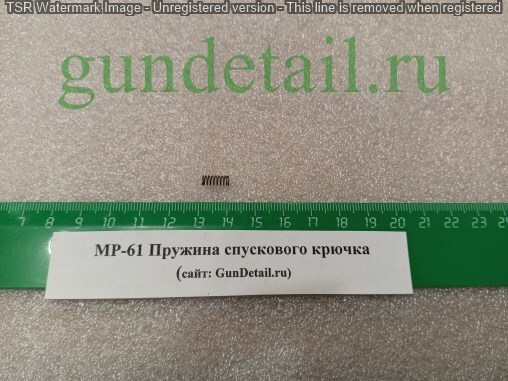 TSR Watermark Image - Unregistered version - This line is removed when registered
gundetail.ru
7 8 9 10 11 12 13 14 15 16 17 18 19 20 21 22 23 24
МР-61 Пружина спускового крючка
(сайт: GunDetail.ru)